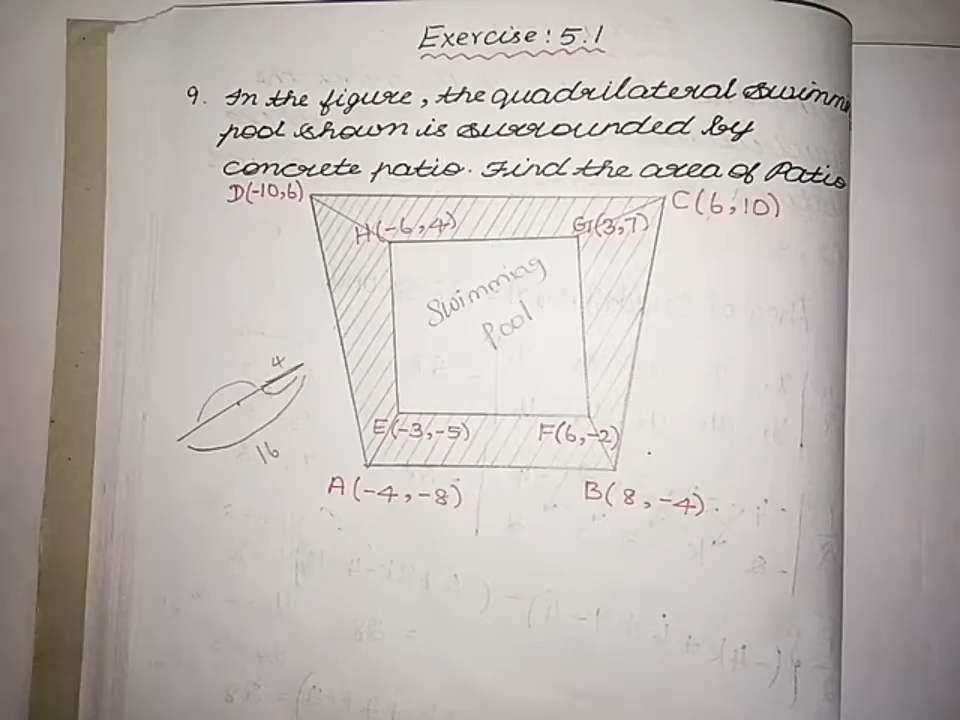 Exercise: 5.1
9. In the figure, the quadrilateral swimmi
pool shown is surrounded by
concrete patio. Find the area of Patio
D(-10,6)
C(6,10)
H(-6,4)
G(3,7)
Swimming
Pool
4
16
E(-3,-5)
F(6,-2)
A(-4,-8)
B(8,-4)